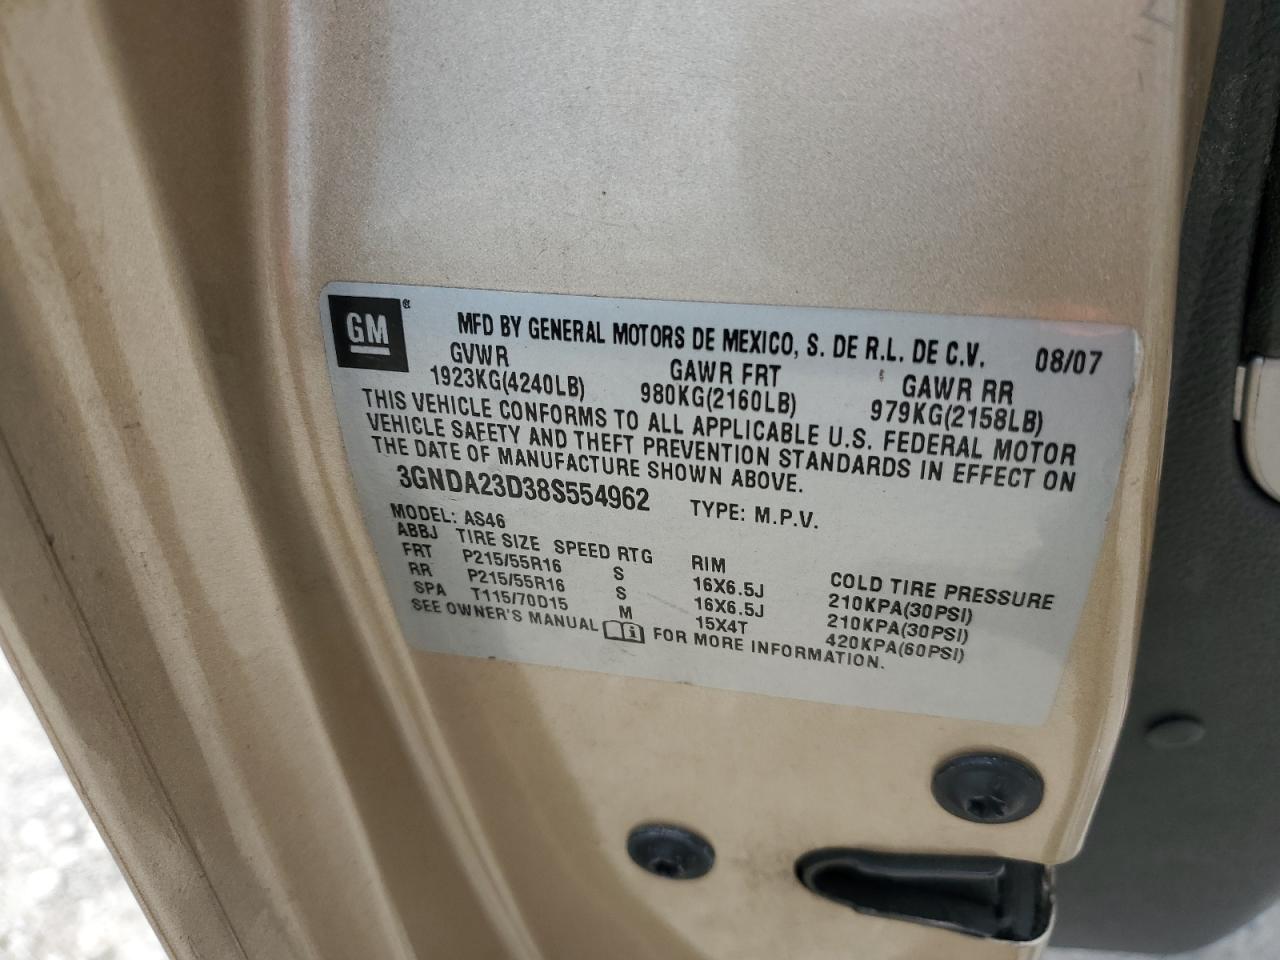 GM ®
MFD BY GENERAL MOTORS DE MEXICO, S. DE R.L. DE C.V. 08/07
GVWR GAWR FRT GAWR RR
1923KG(4240LB) 980KG(2160LB) 979KG(2158LB)
THIS VEHICLE CONFORMS TO ALL APPLICABLE U.S. FEDERAL MOTOR
VEHICLE SAFETY AND THEFT PREVENTION STANDARDS IN EFFECT ON
THE DATE OF MANUFACTURE SHOWN ABOVE.
3GNDA23D38S554962 TYPE: M.P.V.
MODEL: AS46
ABBJ TIRE SIZE SPEED RTG RIM COLD TIRE PRESSURE
FRT P215/55R16 S 16X6.5J 210KPA(30PSI)
RR P215/55R16 S 16X6.5J 210KPA(30PSI)
SPA T115/70D15 M 15X4T 420KPA(60PSI)
SEE OWNER'S MANUAL FOR MORE INFORMATION.